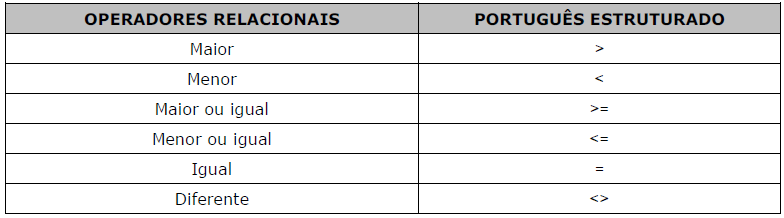 OPERADORES RELACIONAIS PORTUGUÊS ESTRUTURADO
Maior >
Menor <
Maior ou igual >=
Menor ou igual <=
Igual =
Diferente <>